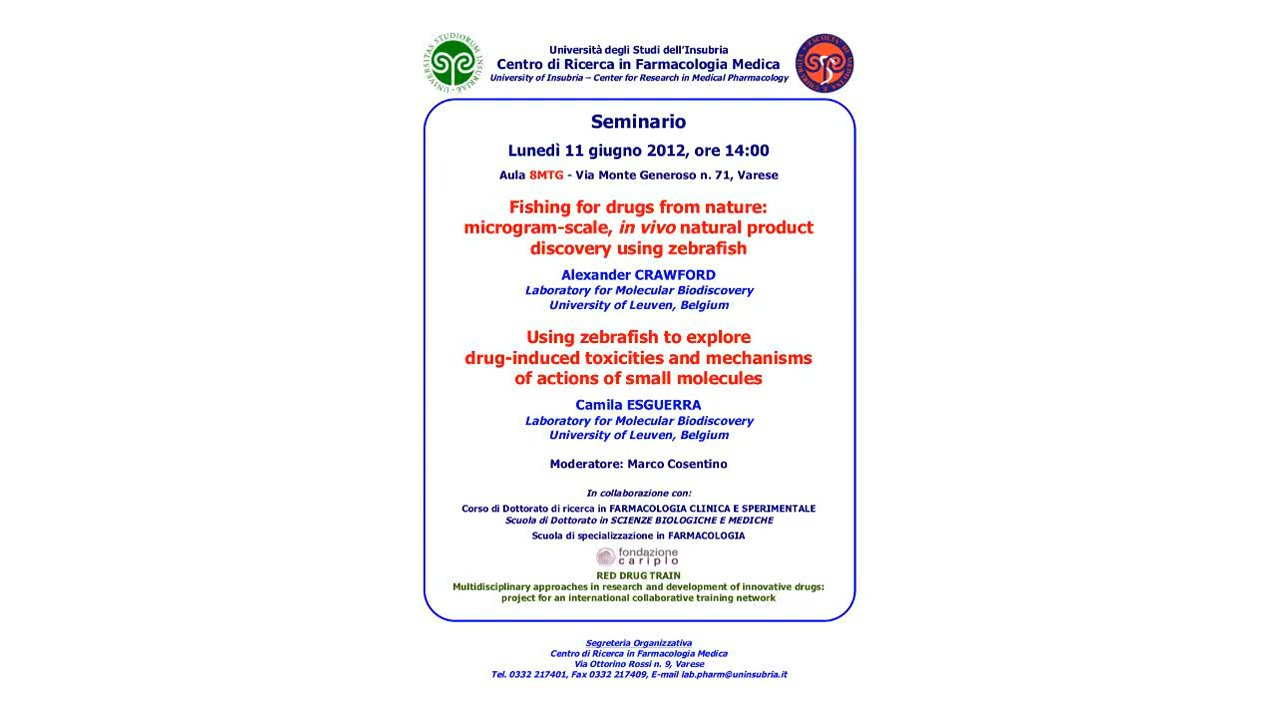 Università degli Studi dell'Insubria
Centro di Ricerca in Farmacologia Medica
University of Insubria – Center for Research in Medical Pharmacology
Seminario
Lunedì 11 giugno 2012, ore 14:00
Aula 8MTG - Via Monte Generoso n. 71, Varese
Fishing for drugs from nature:
microgram-scale, in vivo natural product
discovery using zebrafish
Alexander CRAWFORD
Laboratory for Molecular Biodiscovery
University of Leuven, Belgium
Using zebrafish to explore
drug-induced toxicities and mechanisms
of actions of small molecules
Camila ESGUERRA
Laboratory for Molecular Biodiscovery
University of Leuven, Belgium
Moderatore: Marco Cosentino
In collaborazione con:
Corso di Dottorato di ricerca in FARMACOLOGIA CLINICA E SPERIMENTALE
Scuola di Dottorato in SCIENZE BIOLOGICHE E MEDICHE
Scuola di specializzazione in FARMACOLOGIA
fondazione
cariplo
RED DRUG TRAIN
Multidisciplinary approaches in research and development of innovative drugs:
project for an international collaborative training network
Segreteria Organizzativa
Centro di Ricerca in Farmacologia Medica
Via Ottorino Rossi n. 9, Varese
Tel. 0332 217401, Fax 0332 217409, E-mail lab.pharm@uninsubria.it